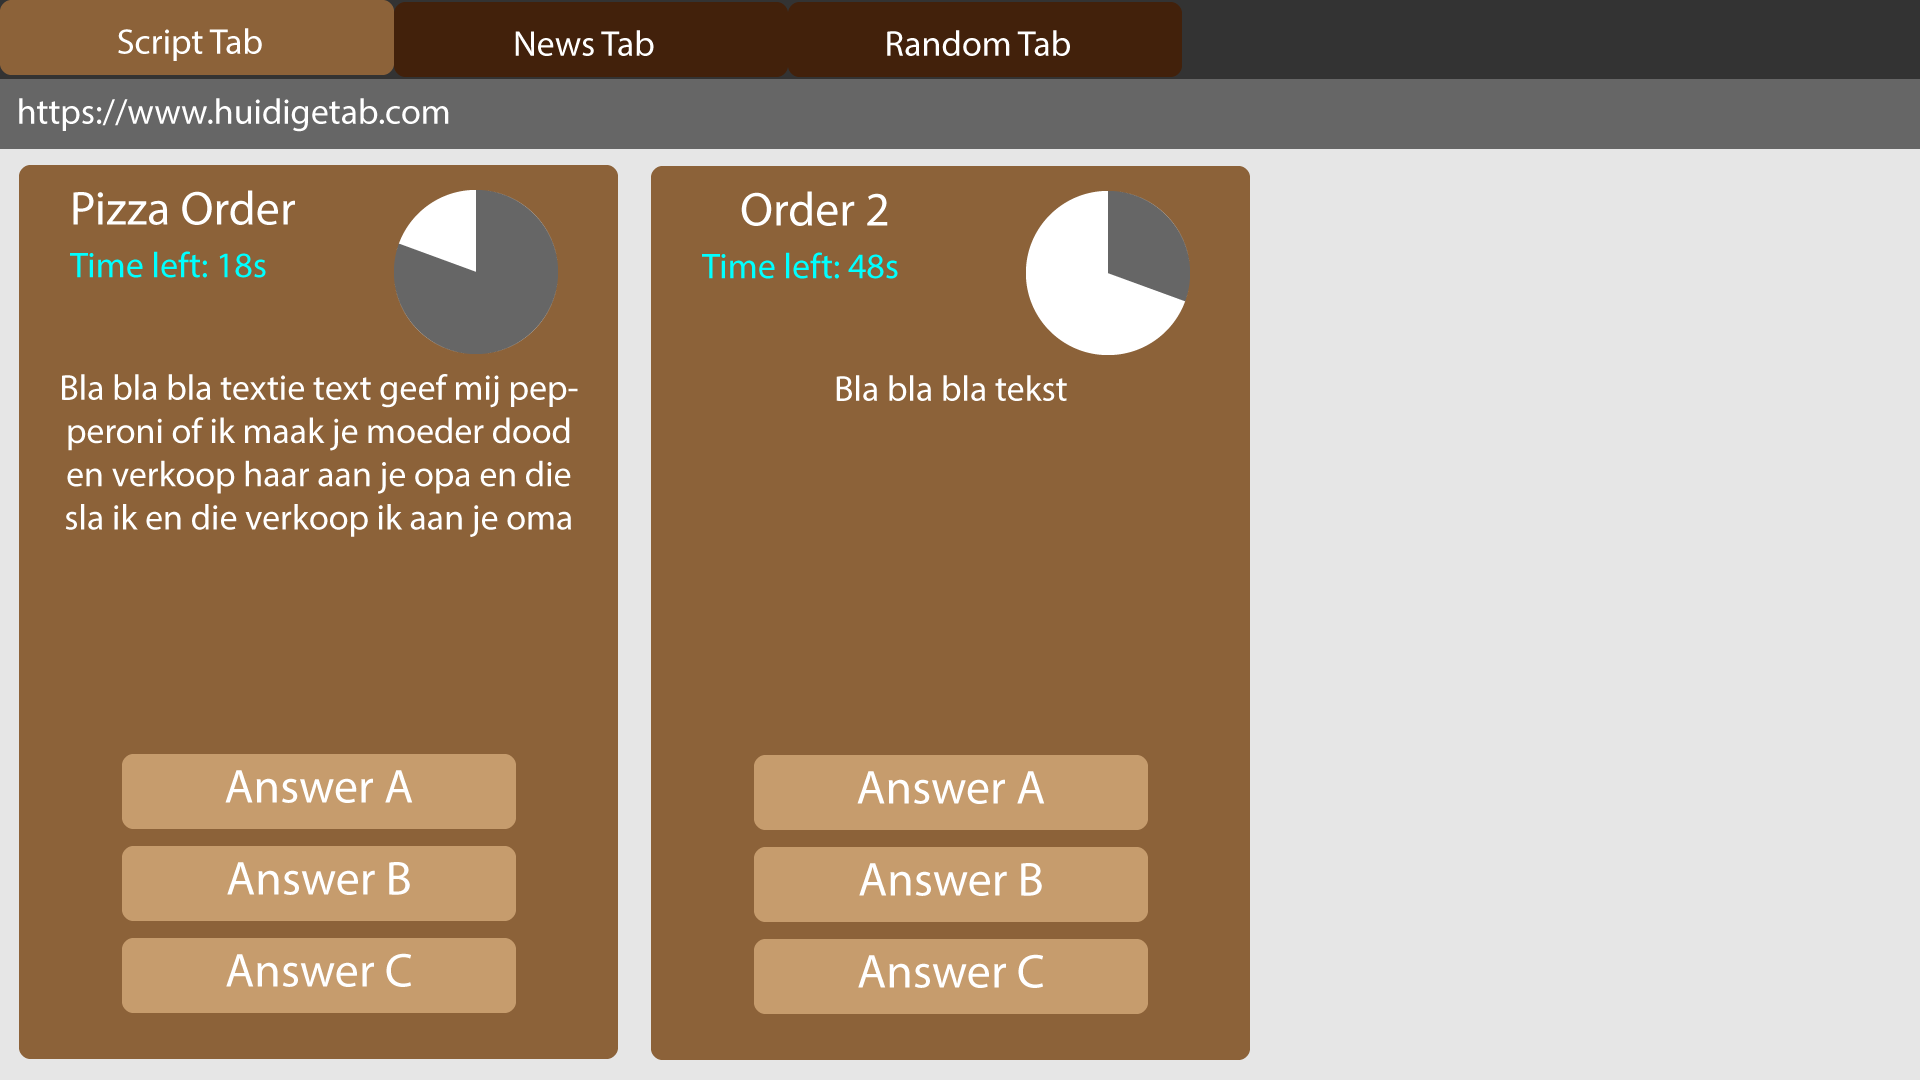 Script Tab
News Tab
Random Tab
https://www.huidigetab.com
Pizza Order
Time left: 18s
Bla bla bla textie text geef mij pep-
peroni of ik maak je moeder dood
en verkoop haar aan je opa en die
sla ik en die verkoop ik aan je oma
Answer A
Answer B
Answer C
Order 2
Time left: 48s
Bla bla bla tekst
Answer A
Answer B
Answer C